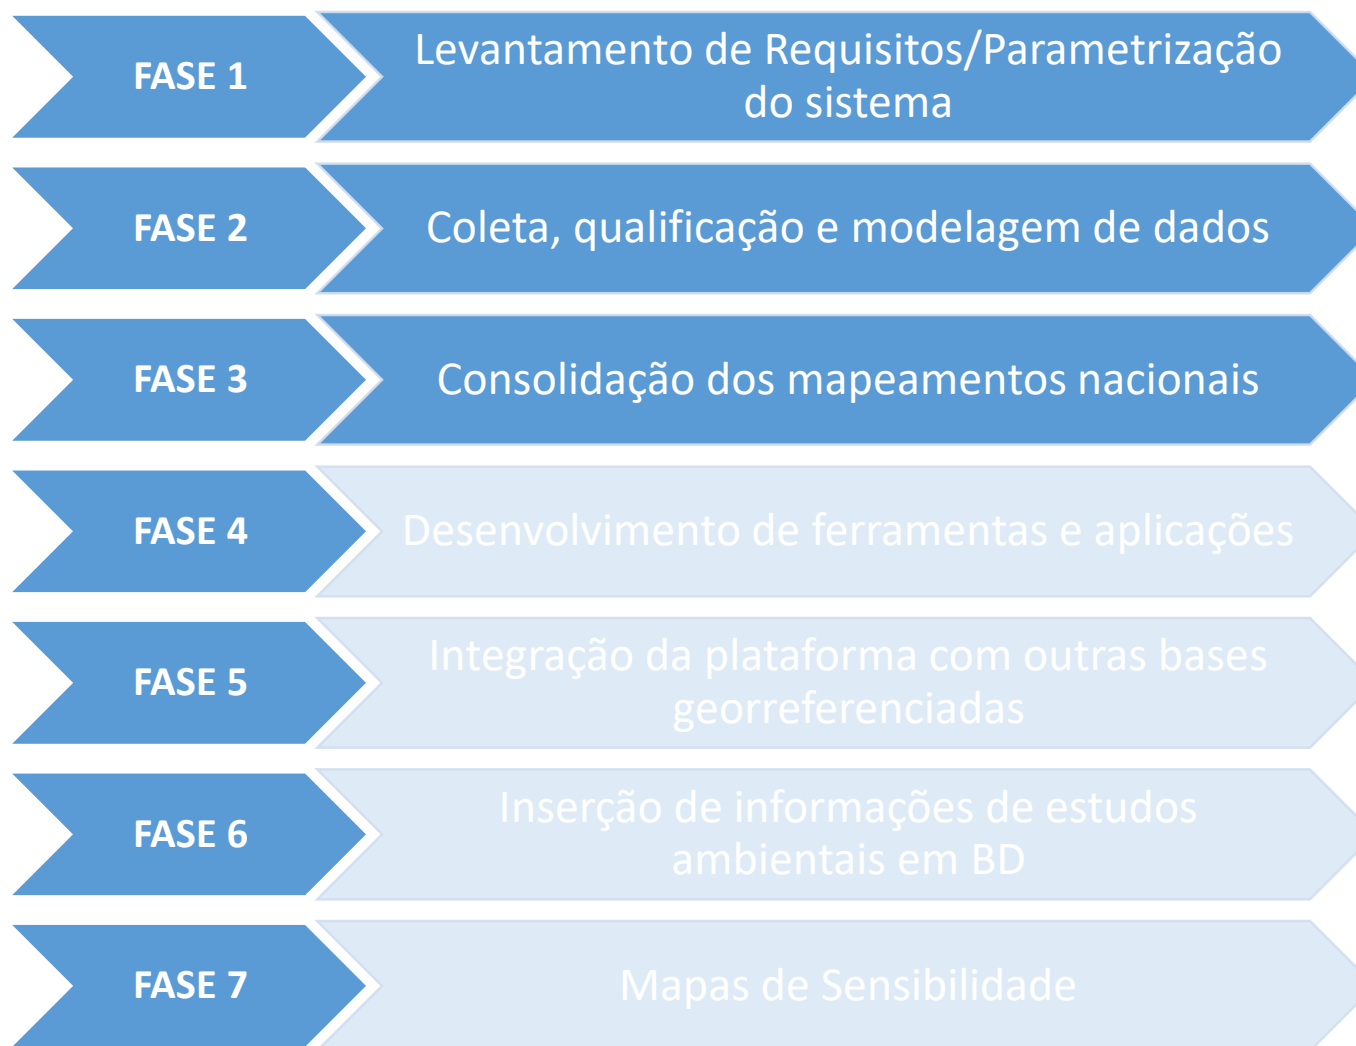 FASE 1
Levantamento de Requisitos/Parametrização
do sistema
FASE 2
Coleta, qualificação e modelagem de dados
FASE 3
Consolidação dos mapeamentos nacionais
FASE 4
Desenvolvimento de ferramentas e aplicações
FASE 5
Integração da plataforma com outras bases
georreferenciadas
FASE 6
Inserção de informações de estudos
ambientais em BD
FASE 7
Mapas de Sensibilidade